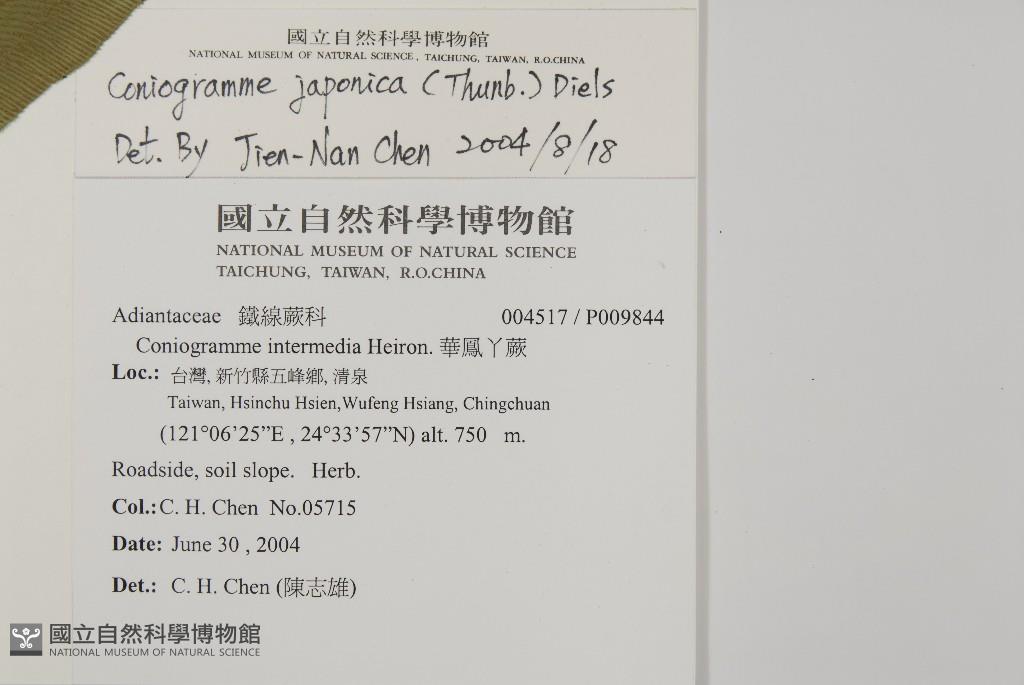 國立自然科學博物館
NATIONAL MUSEUM OF NATURAL SCIENCE, TAICHUNG, TAIWAN, R.O.CHINA
Coniogramme japonica (Thunb.) Diels
Det. By Jien-Nan Chen 2004/8/18
國立自然科學博物館
NATIONAL MUSEUM OF NATURAL SCIENCE
TAICHUNG, TAIWAN, R.O.CHINA
Adiantaceae 鐵線蕨科 004517 / P009844
Coniogramme intermedia Heiron. 華鳳丫蕨
Loc.: 台灣, 新竹縣五峰鄉, 清泉
Taiwan, Hsinchu Hsien,Wufeng Hsiang, Chingchuan
(121°06’25”E , 24°33’57”N) alt. 750 m.
Roadside, soil slope. Herb.
Col.: C. H. Chen No.05715
Date: June 30 , 2004
Det.: C. H. Chen (陳志雄)
國立自然科學博物館
NATIONAL MUSEUM OF NATURAL SCIENCE